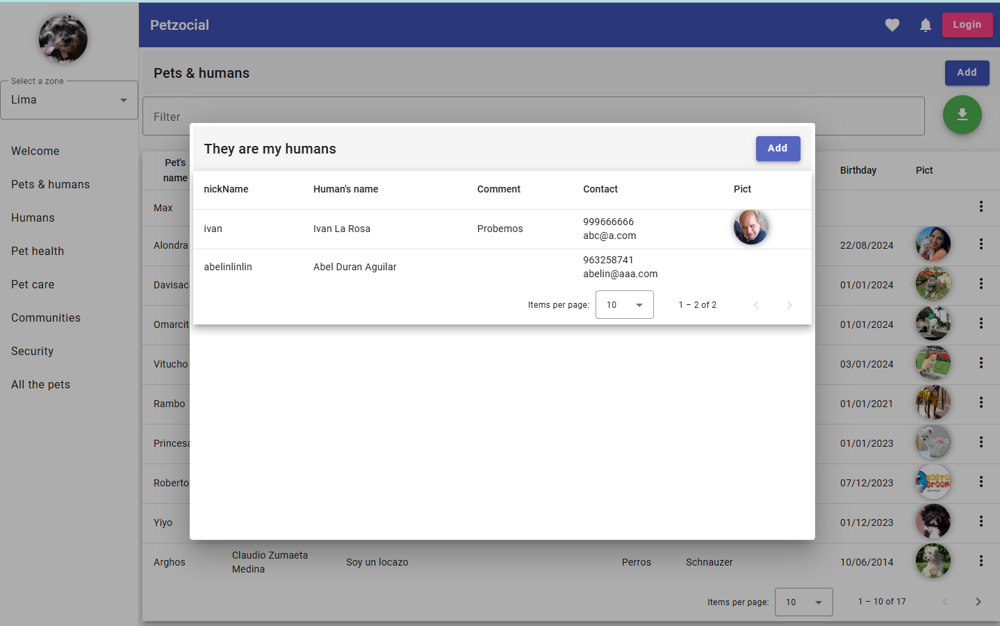 Petzocial
Login
Select a zone
Lima
Welcome
Pets & humans
Humans
Pet health
Pet care
Communities
Security
All the pets
Pets & humans
Add
Filter
Pet's
name
Birthday
Pict
Max
Alondra
22/08/2024
Davisac
01/01/2024
Omarcit
01/01/2024
Vitucho
03/01/2024
Rambo
01/01/2021
Princesa
01/01/2023
Roberto
07/12/2023
Yiyo
01/12/2023
Arghos
Claudio Zumaeta
Medina
Soy un locazo
Perros
Schnauzer
10/06/2014
Items per page:
10
1 – 10 of 17
They are my humans
Add
nickName
Human's name
Comment
Contact
Pict
ivan
Ivan La Rosa
Probemos
999666666
abc@a.com
abelinlinlin
Abel Duran Aguilar
963258741
abelin@aaa.com
Items per page:
10
1 – 2 of 2